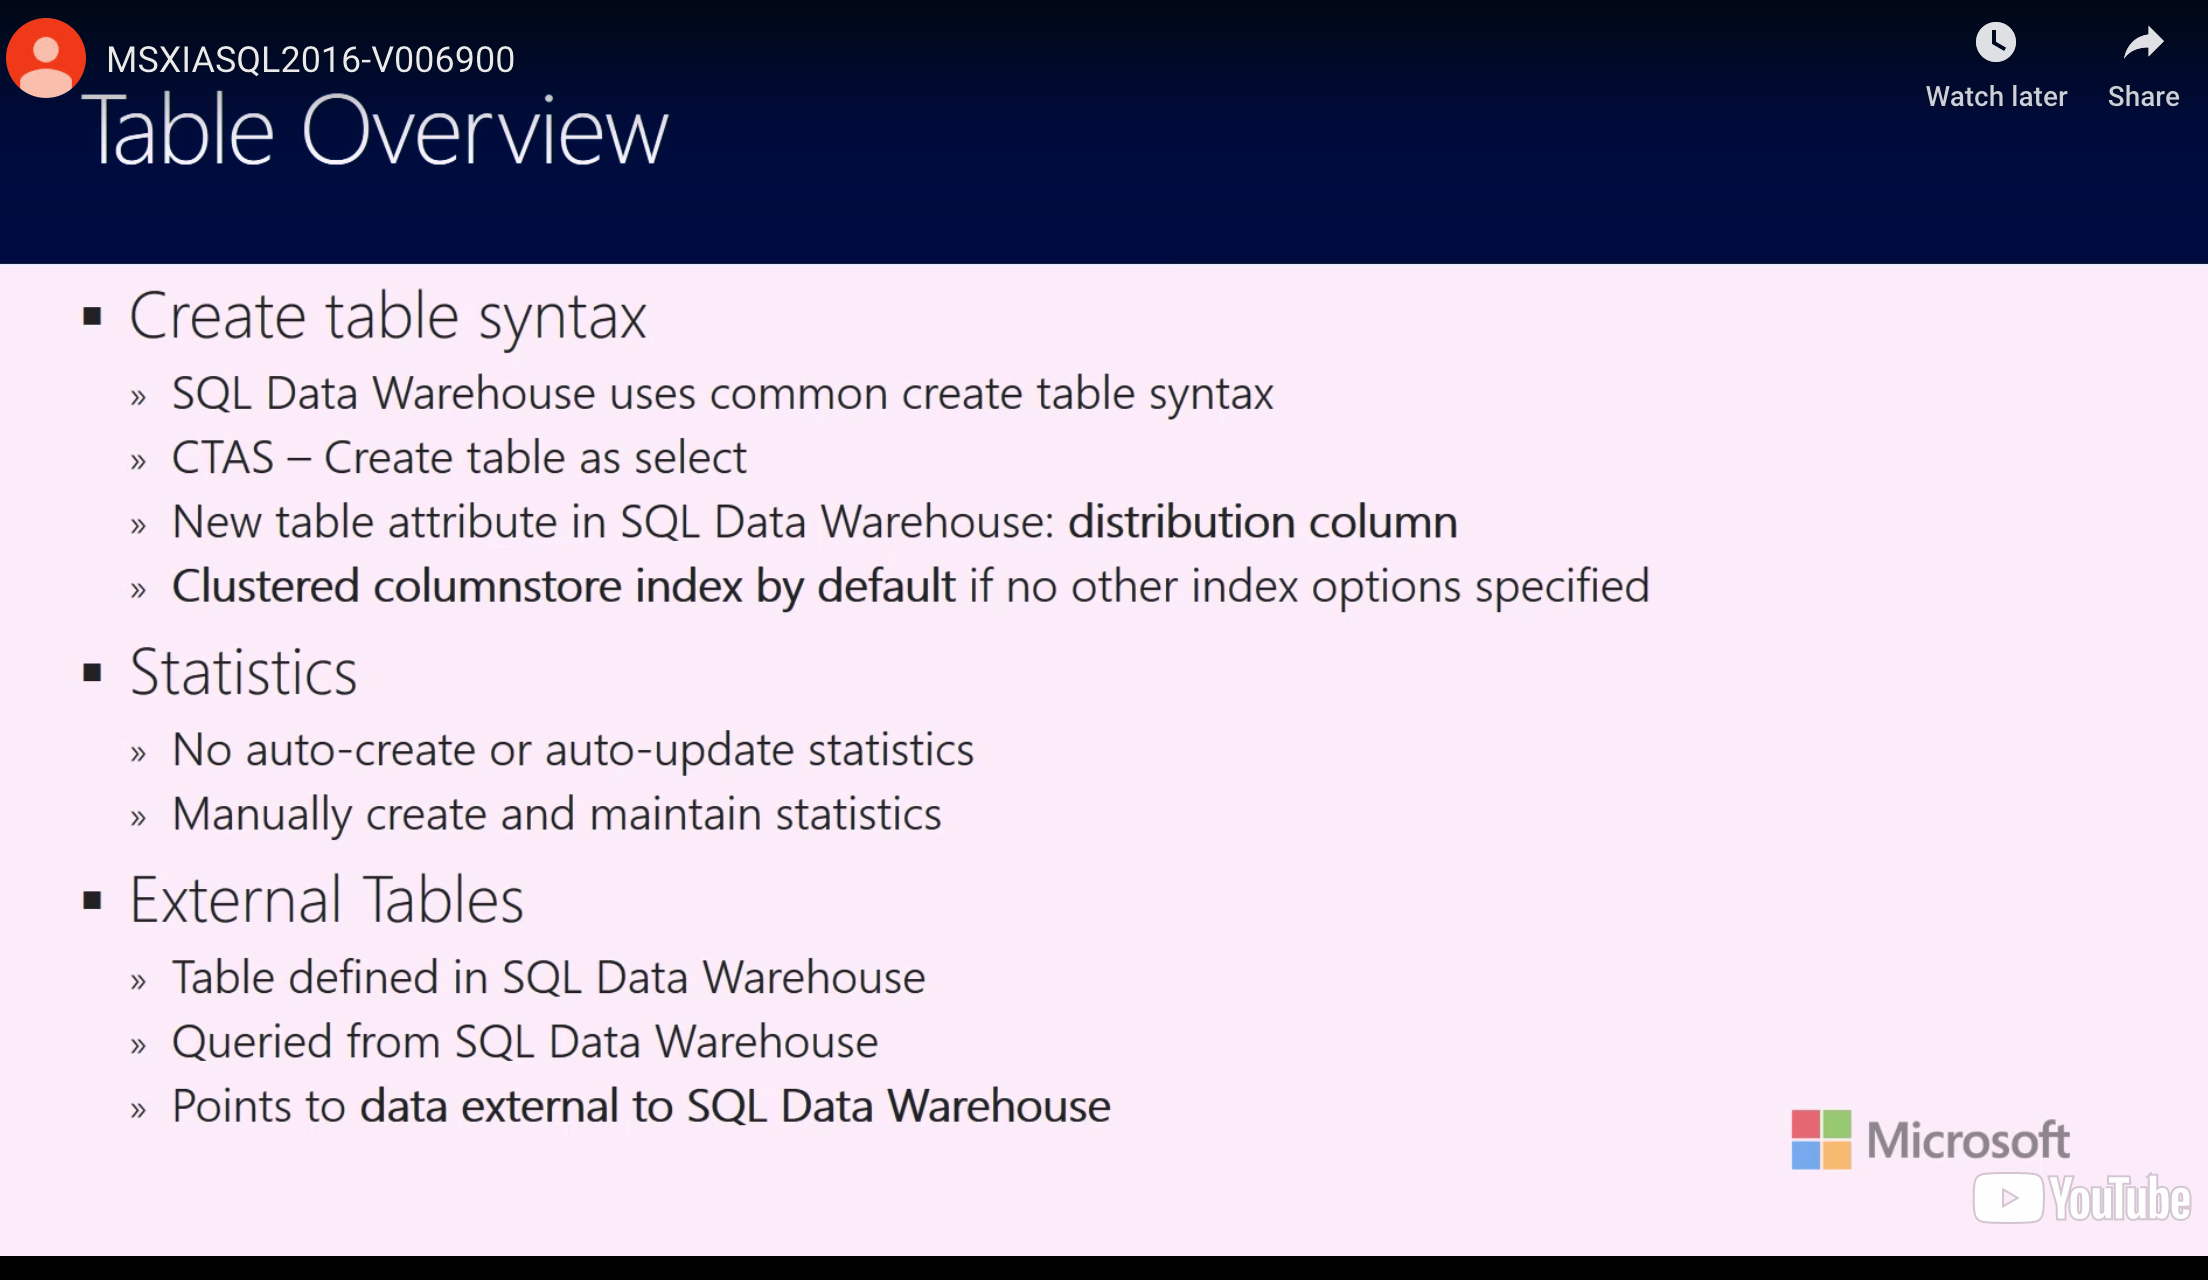 MSXIASQL2016-V006900
Watch later
Share
Table Overview
▪ Create table syntax
» SQL Data Warehouse uses common create table syntax
» CTAS – Create table as select
» New table attribute in SQL Data Warehouse: distribution column
» Clustered columnstore index by default if no other index options specified
▪ Statistics
» No auto-create or auto-update statistics
» Manually create and maintain statistics
▪ External Tables
» Table defined in SQL Data Warehouse
» Queried from SQL Data Warehouse
» Points to data external to SQL Data Warehouse
Microsoft
YouTube